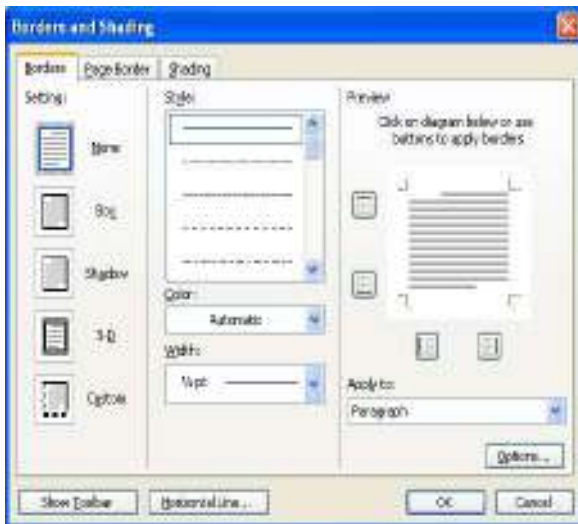 Borders and Shading
Borders Page Border Shading
Setting:
None
Box
Shadow
3-D
Custom
Style:
Color:
Automatic
Width:
½ pt
Preview
Click on diagram below or use
buttons to apply borders
Apply to:
Paragraph
Options...
Show Toolbar
Horizontal Line...
OK
Cancel